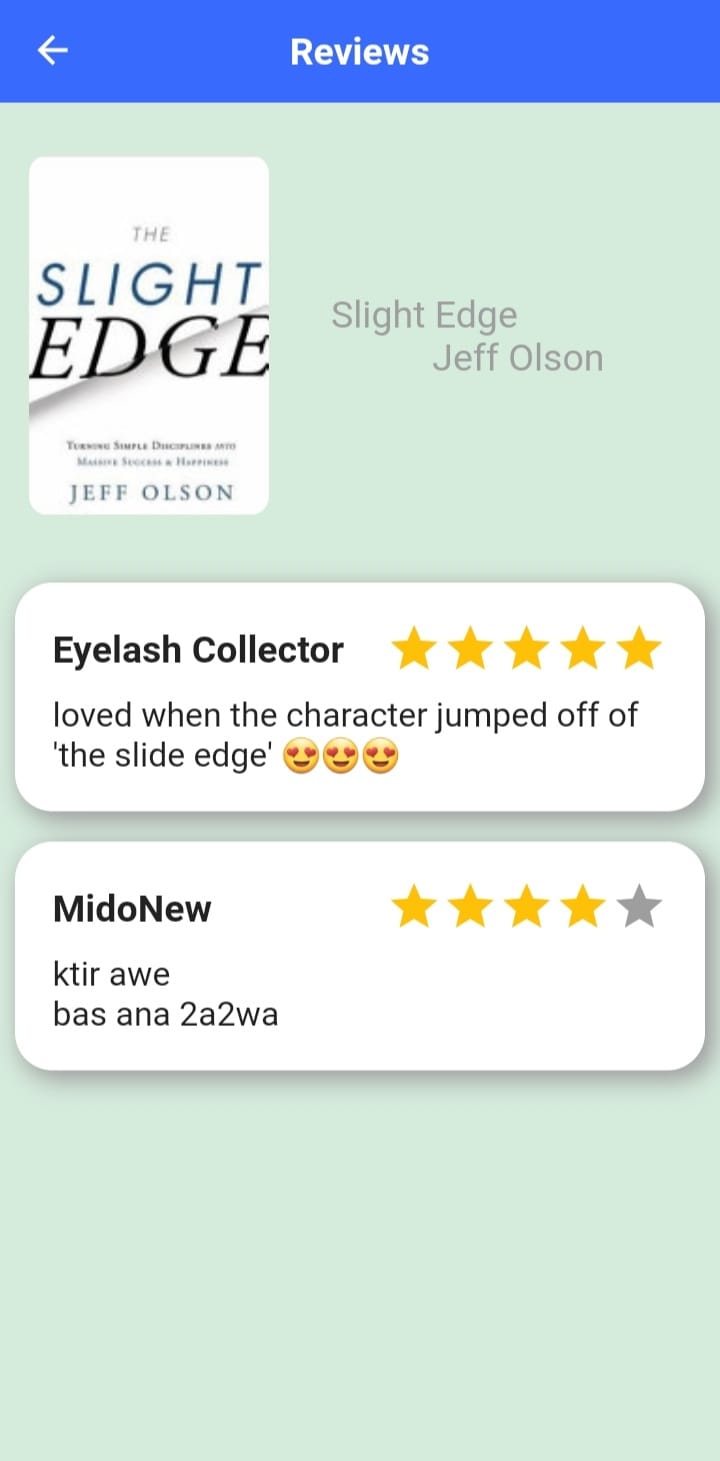 Reviews
THE
SLIGHT
EDGE
TURNING SIMPLE DISCIPLINES INTO
MASSIVE SUCCESS & HAPPINESS
JEFF OLSON
Slight Edge
Jeff Olson
Eyelash Collector
loved when the character jumped off of
'the slide edge' 😍😍😍
MidoNew
ktir awe
bas ana 2a2wa